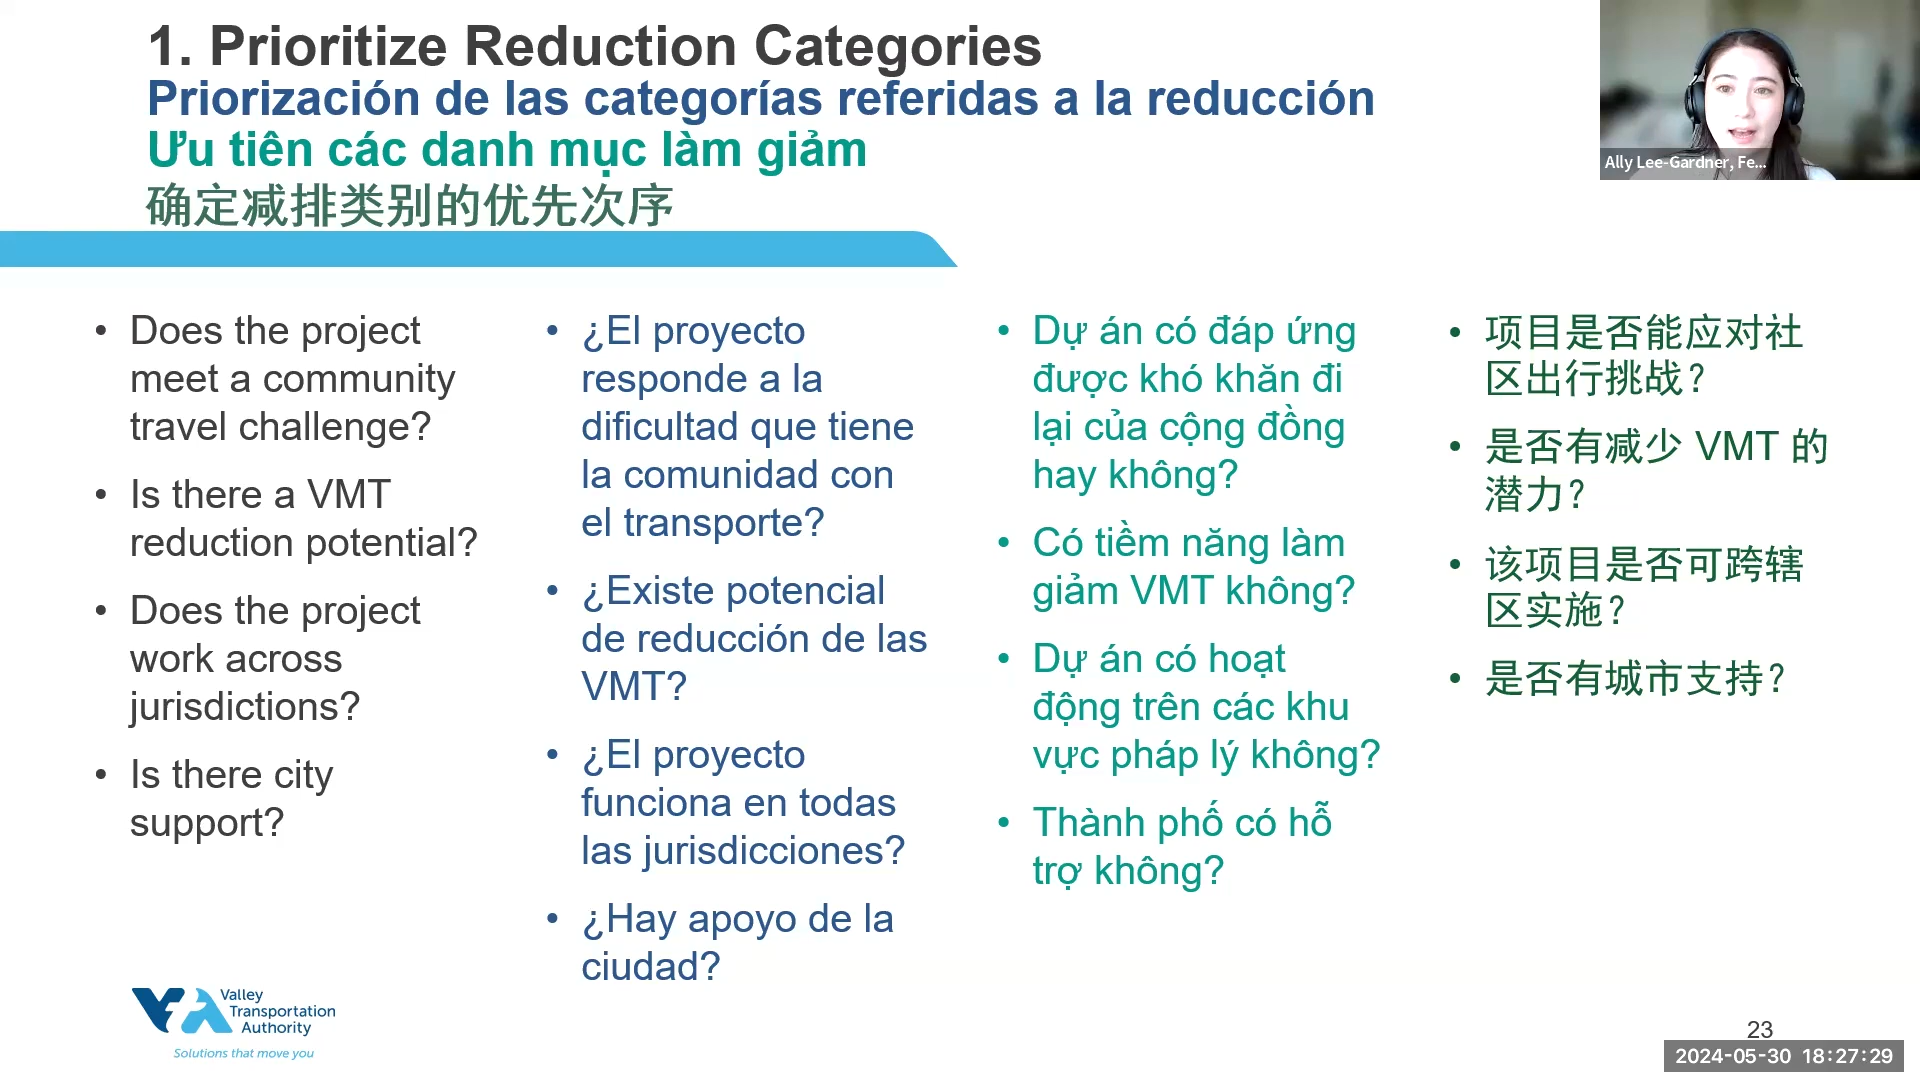 1. Prioritize Reduction Categories
Priorización de las categorías referidas a la reducción
Ưu tiên các danh mục làm giảm
确定减排类别的优先次序
Ally Lee-Gardner, Fe...
• Does the project
meet a community
travel challenge?
• Is there a VMT
reduction potential?
• Does the project
work across
jurisdictions?
• Is there city
support?
• ¿El proyecto
responde a la
dificultad que tiene
la comunidad con
el transporte?
• ¿Existe potencial
de reducción de las
VMT?
• ¿El proyecto
funciona en todas
las jurisdicciones?
• ¿Hay apoyo de la
ciudad?
• Dự án có đáp ứng
được khó khăn đi
lại của cộng đồng
hay không?
• Có tiềm năng làm
giảm VMT không?
• Dự án có hoạt
động trên các khu
vực pháp lý không?
• Thành phố có hỗ
trợ không?
• 项目是否能应对社
区出行挑战?
• 是否有减少 VMT 的
潜力?
• 该项目是否可跨辖
区实施?
• 是否有城市支持?
VTA
Valley
Transportation
Authority
Solutions that move you
23
2024-05-30 18:27:29